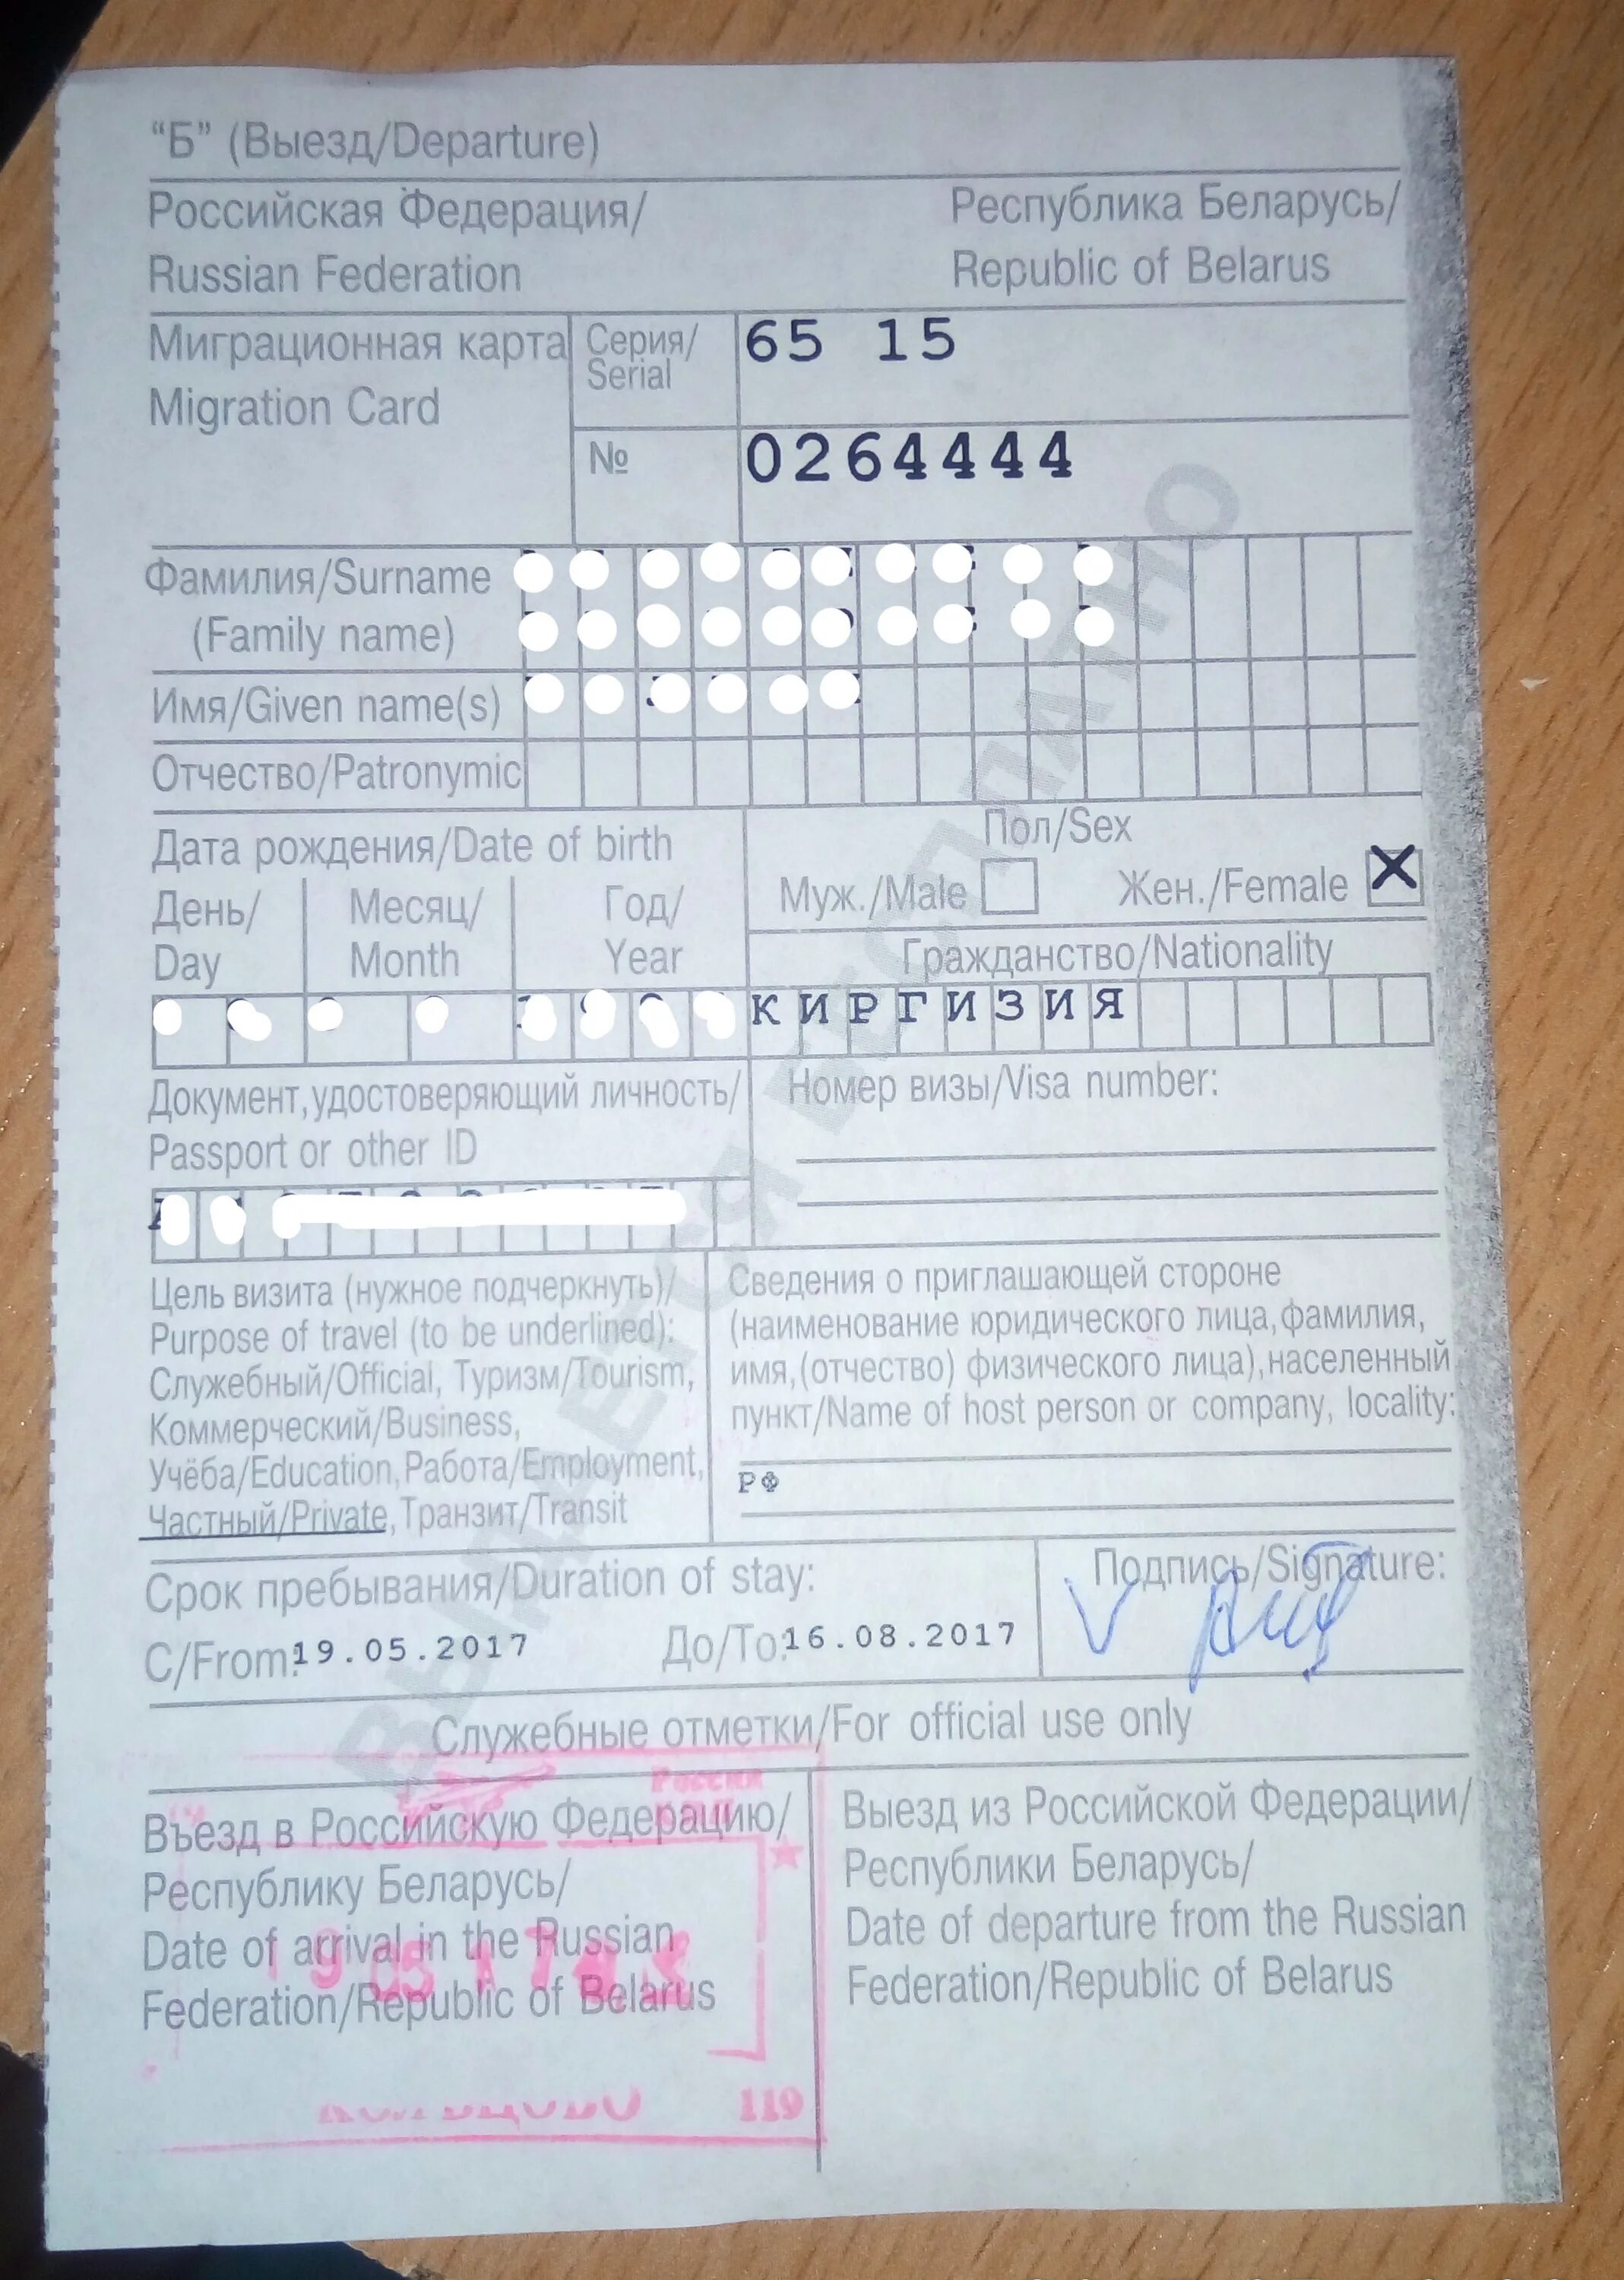 “Б” (Выезд/Departure)
Российская Федерация/
Russian Federation
Республика Беларусь/
Republic of Belarus
Миграционная карта
Migration Card
Серия/
Serial
65 15
№
0264444
Фамилия/Surname
(Family name)
Имя/Given name(s)
Отчество/Patronymic
Дата рождения/Date of birth
День/
Day
Месяц/
Month
Год/
Year
Пол/Sex
Муж./Male
Жен./Female X
Гражданство/Nationality
КИРГИЗИЯ
Документ,удостоверяющий личность/
Passport or other ID
Номер визы/Visa number:
Цель визита (нужное подчеркнуть)/
Purpose of travel (to be underlined):
Служебный/Official, Туризм/Tourism,
Коммерческий/Business,
Учёба/Education, Работа/Employment,
Частный/Private, Транзит/Transit
Сведения о приглашающей стороне
(наименование юридического лица,фамилия,
имя,(отчество) физического лица),населенный
пункт/Name of host person or company, locality:
РФ
Срок пребывания/Duration of stay:
С/From:19.05.2017
До/To:16.08.2017
Подпись/Signature:
V
Служебные отметки/For official use only
Въезд в Российскую Федерацию/
Республику Беларусь/
Date of arrival in the Russian
Federation/Republic of Belarus
Выезд из Российской Федерации/
Республики Беларусь/
Date of departure from the Russian
Federation/Republic of Belarus
Россия
19 05 17
119
ВЫДАЕТСЯ БЕСПЛАТНО